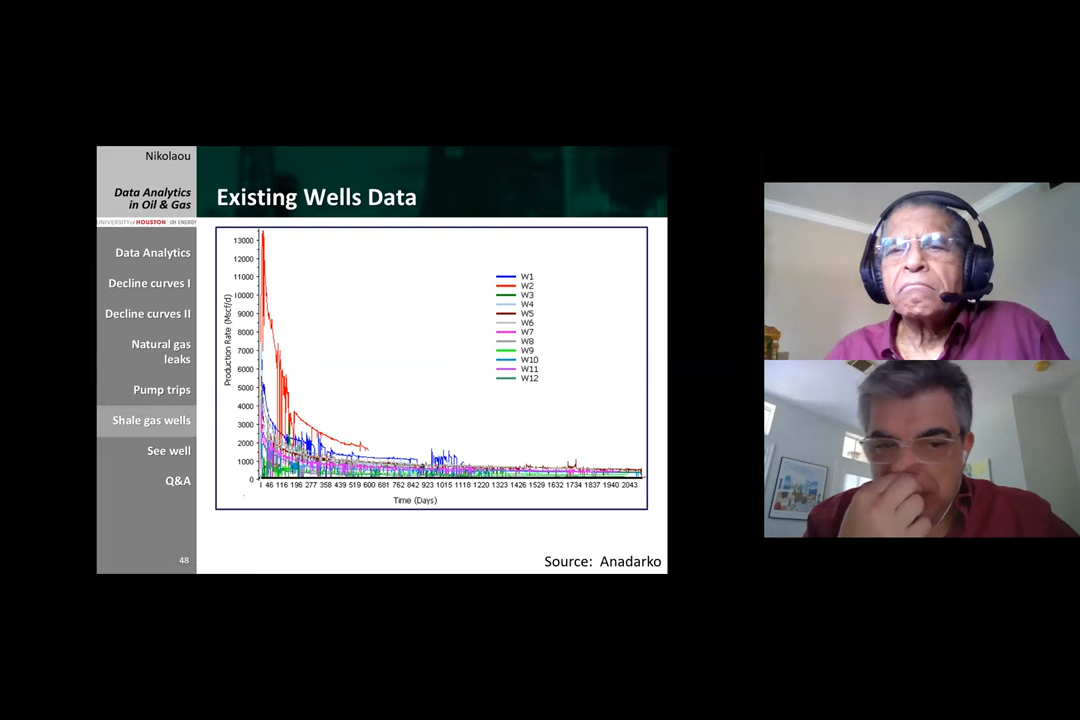 Nikolaou
Data Analytics
in Oil & Gas
UNIVERSITY of HOUSTON | UH ENERGY
Data Analytics
Decline curves I
Decline curves II
Natural gas
leaks
Pump trips
Shale gas wells
See well
Q&A
48
Existing Wells Data
Production Rate (Mscf/d)
13000
12000
11000
10000
9000
8000
7000
6000
5000
4000
3000
2000
1000
0
1 46 116 196 277 358 439 519 600 681 762 842 923 1015 1118 1220 1323 1426 1529 1632 1734 1837 1940 2043
Time (Days)
W1
W2
W3
W4
W5
W6
W7
W8
W9
W10
W11
W12
Source: Anadarko